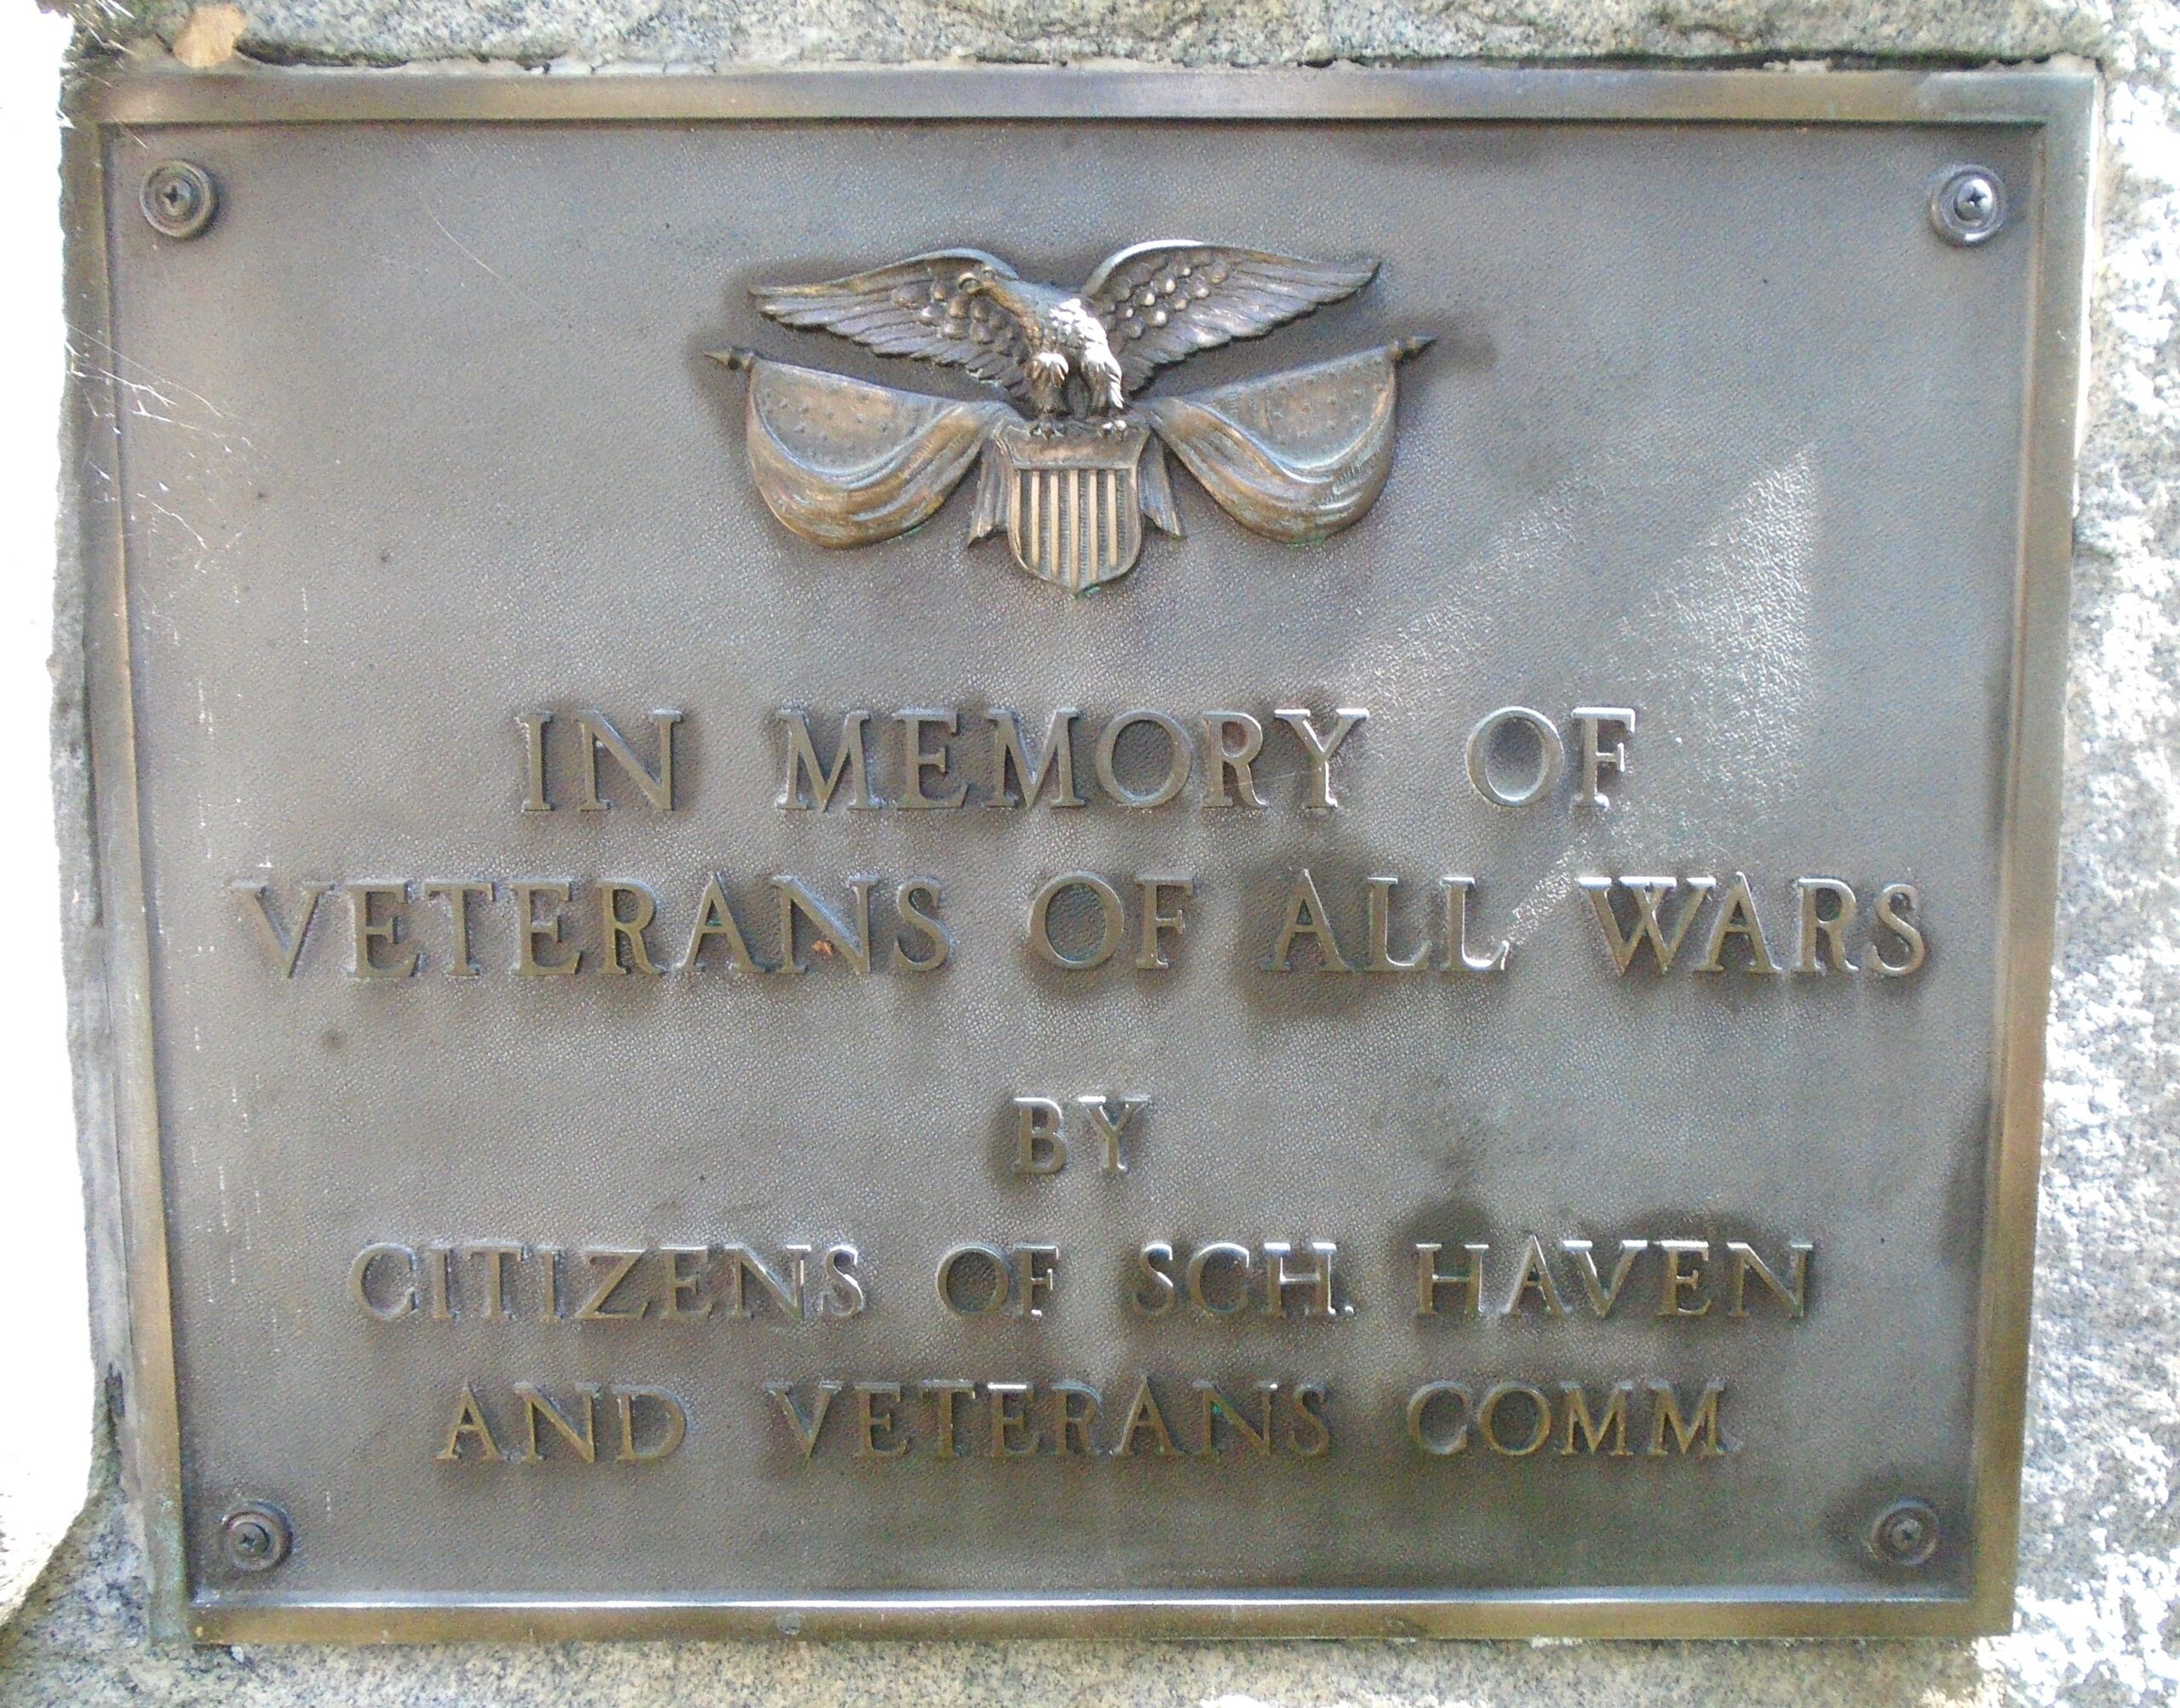 IN MEMORY OF
VETERANS OF ALL WARS
BY
CITIZENS OF SCH. HAVEN
AND VETERANS COMM.